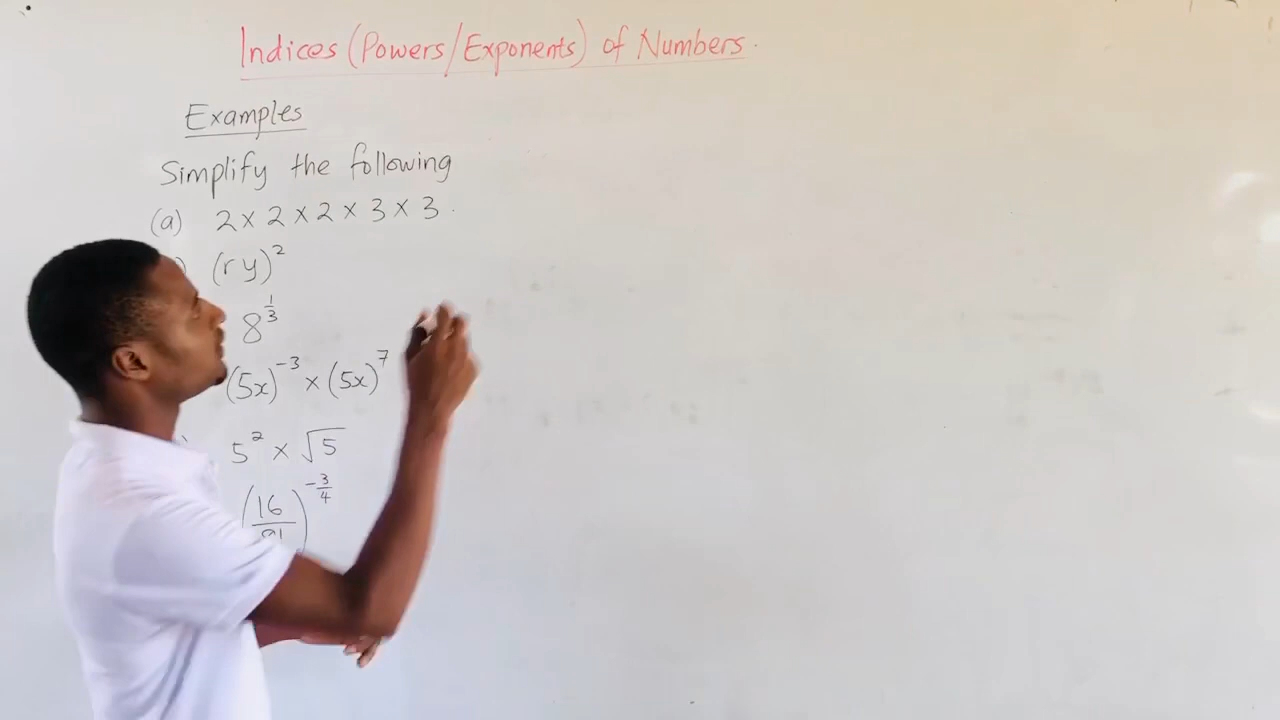 Indices (Powers/Exponents) of Numbers.
Examples
Simplify the following
(a) 2 × 2 × 2 × 3 × 3.
) (ry)²
8^(1/3)
(5x)⁻³ × (5x)⁷
) 5² × √5
(16/81)^(-3/4)